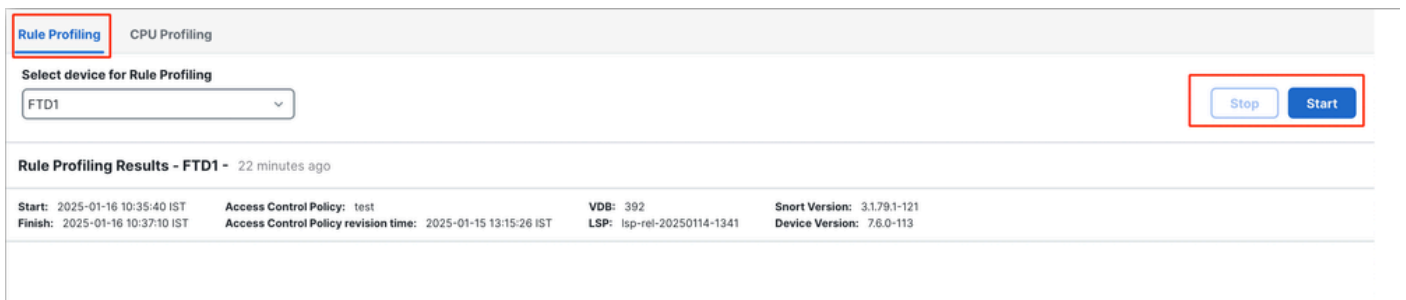 Rule Profiling CPU Profiling
Select device for Rule Profiling
FTD1
Stop Start
Rule Profiling Results - FTD1 - 22 minutes ago
Start: 2025-01-16 10:35:40 IST Access Control Policy: test VDB: 392 Snort Version: 3.1.79.1-121
Finish: 2025-01-16 10:37:10 IST Access Control Policy revision time: 2025-01-15 13:15:26 IST LSP: lsp-rel-20250114-1341 Device Version: 7.6.0-113